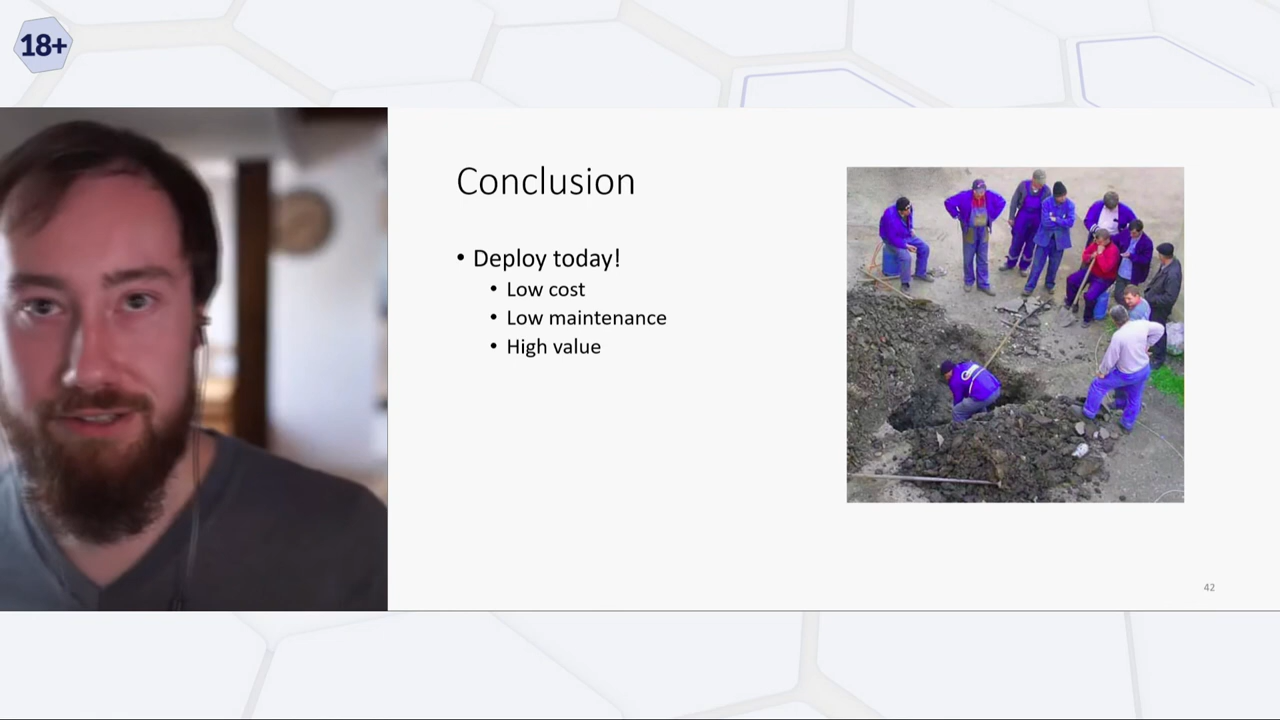 18+
Conclusion
• Deploy today!
• Low cost
• Low maintenance
• High value
42